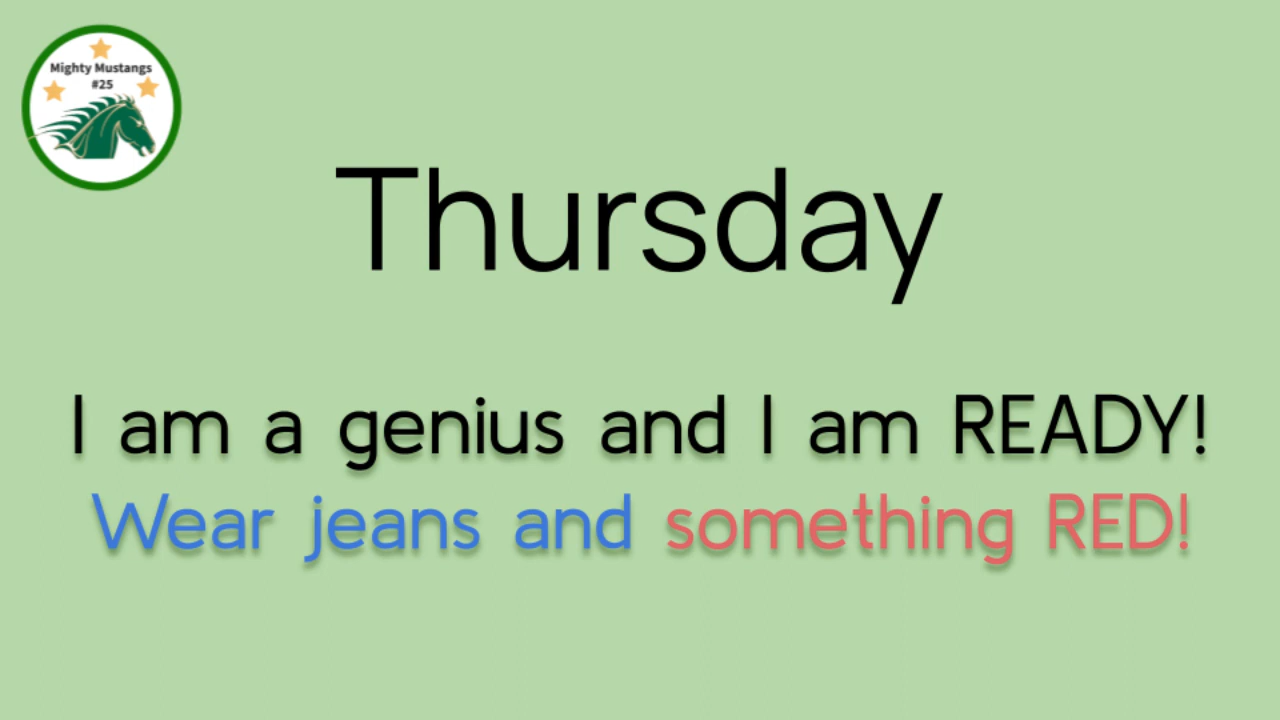 Mighty Mustangs
#25
Thursday
I am a genius and I am READY!
Wear jeans and something RED!